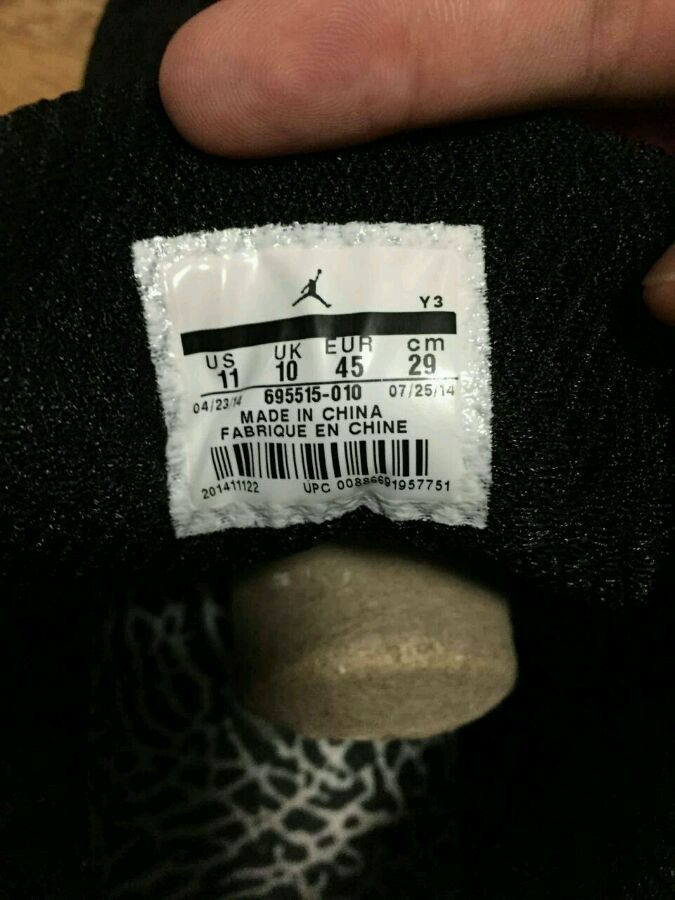 Y3
US UK EUR cm
11 10 45 29
04/23/14 695515-010 07/25/14
MADE IN CHINA
FABRIQUE EN CHINE
201411122 UPC 00886691957751